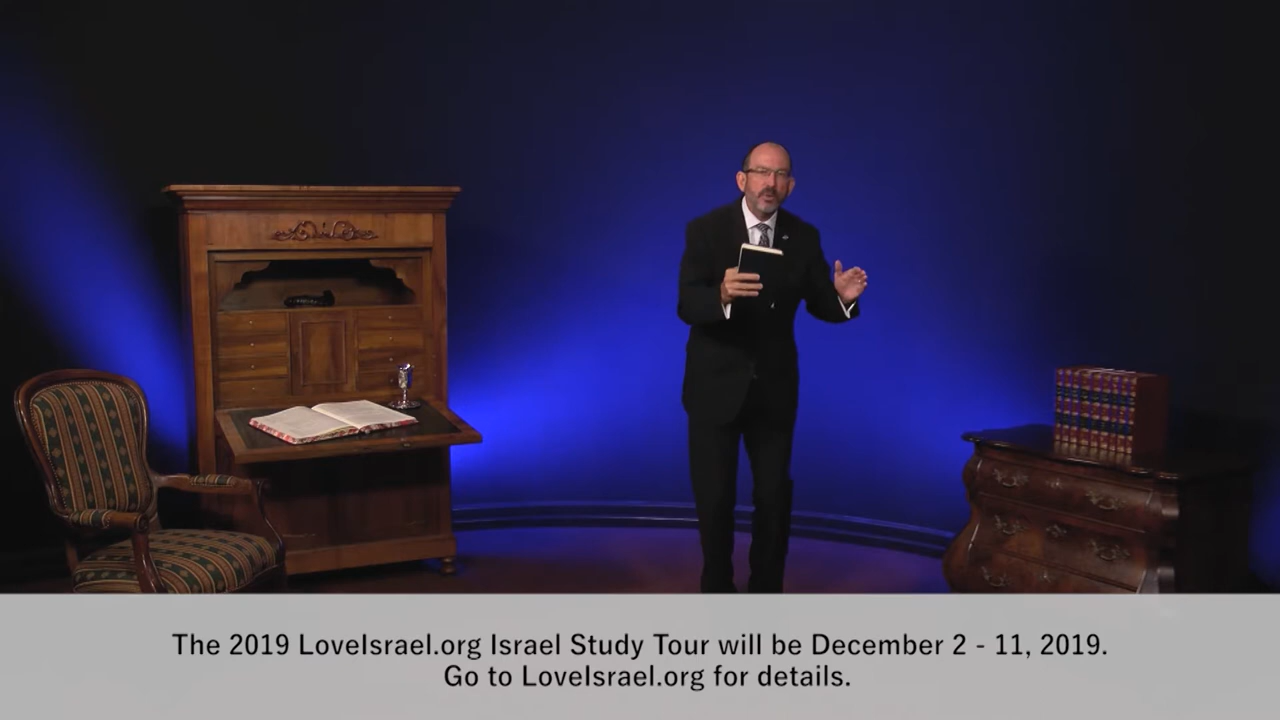 The 2019 LoveIsrael.org Israel Study Tour will be December 2 - 11, 2019.
Go to LoveIsrael.org for details.